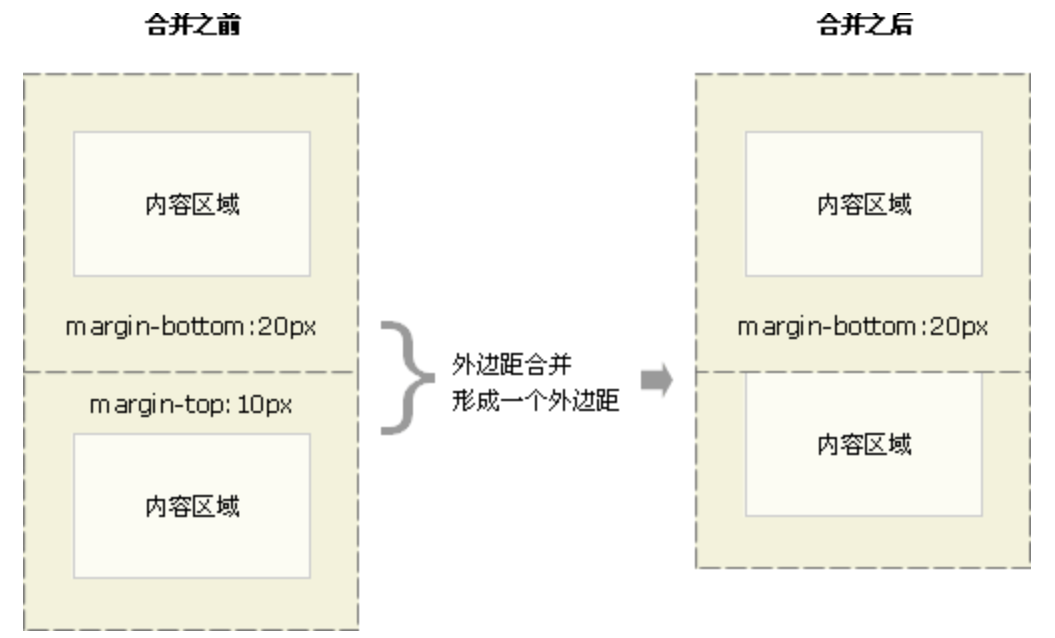 合并之前
合并之后
内容区域
margin-bottom:20px
margin-top:10px
内容区域
外边距合并
形成一个外边距
内容区域
margin-bottom:20px
内容区域